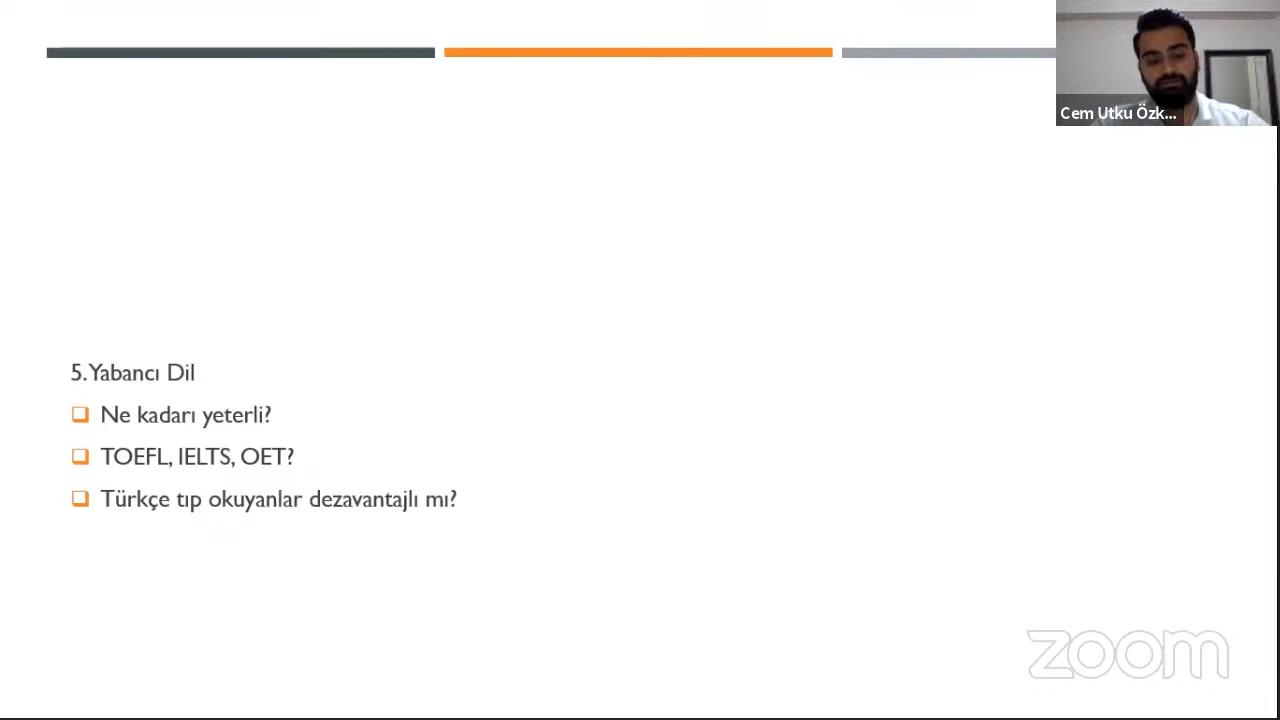 Cem Utku Özk...
5. Yabancı Dil
Ne kadarı yeterli?
TOEFL, IELTS, OET?
Türkçe tıp okuyanlar dezavantajlı mı?
zoom